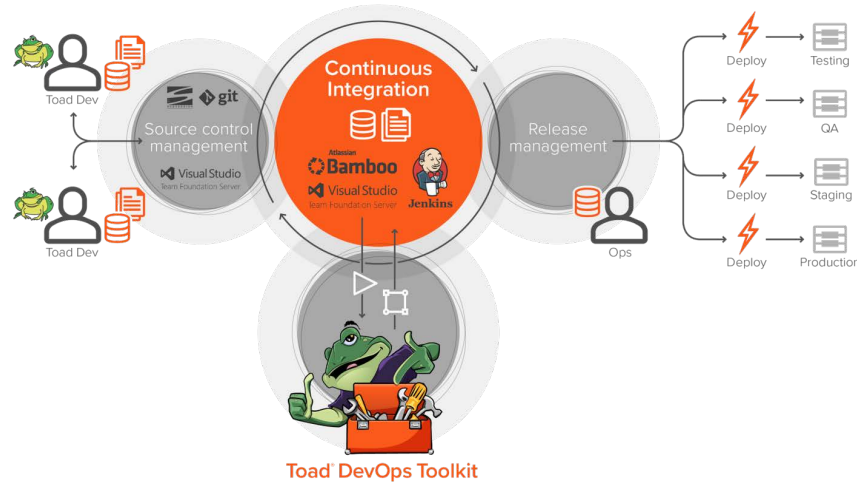 Toad Dev
Toad Dev
git
Source control
management
Visual Studio
Team Foundation Server
Continuous
Integration
Atlassian
Bamboo
Visual Studio
Team Foundation Server
Jenkins
Release
management
Ops
Deploy
Testing
Deploy
QA
Deploy
Staging
Deploy
Production
Toad® DevOps Toolkit